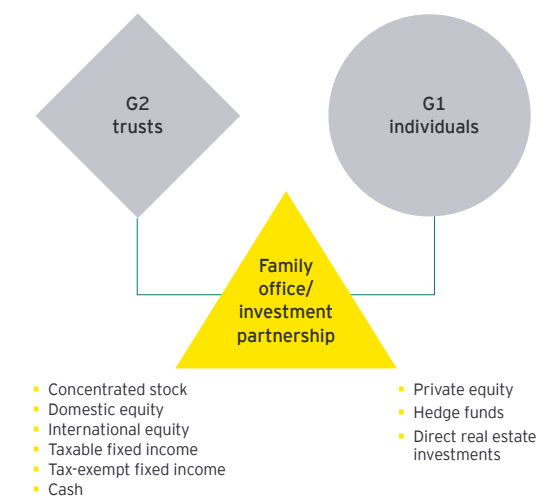 G2
trusts
G1
individuals
Family
office/
investment
partnership
▪ Concentrated stock
▪ Domestic equity
▪ International equity
▪ Taxable fixed income
▪ Tax-exempt fixed income
▪ Cash
▪ Private equity
▪ Hedge funds
▪ Direct real estate
investments